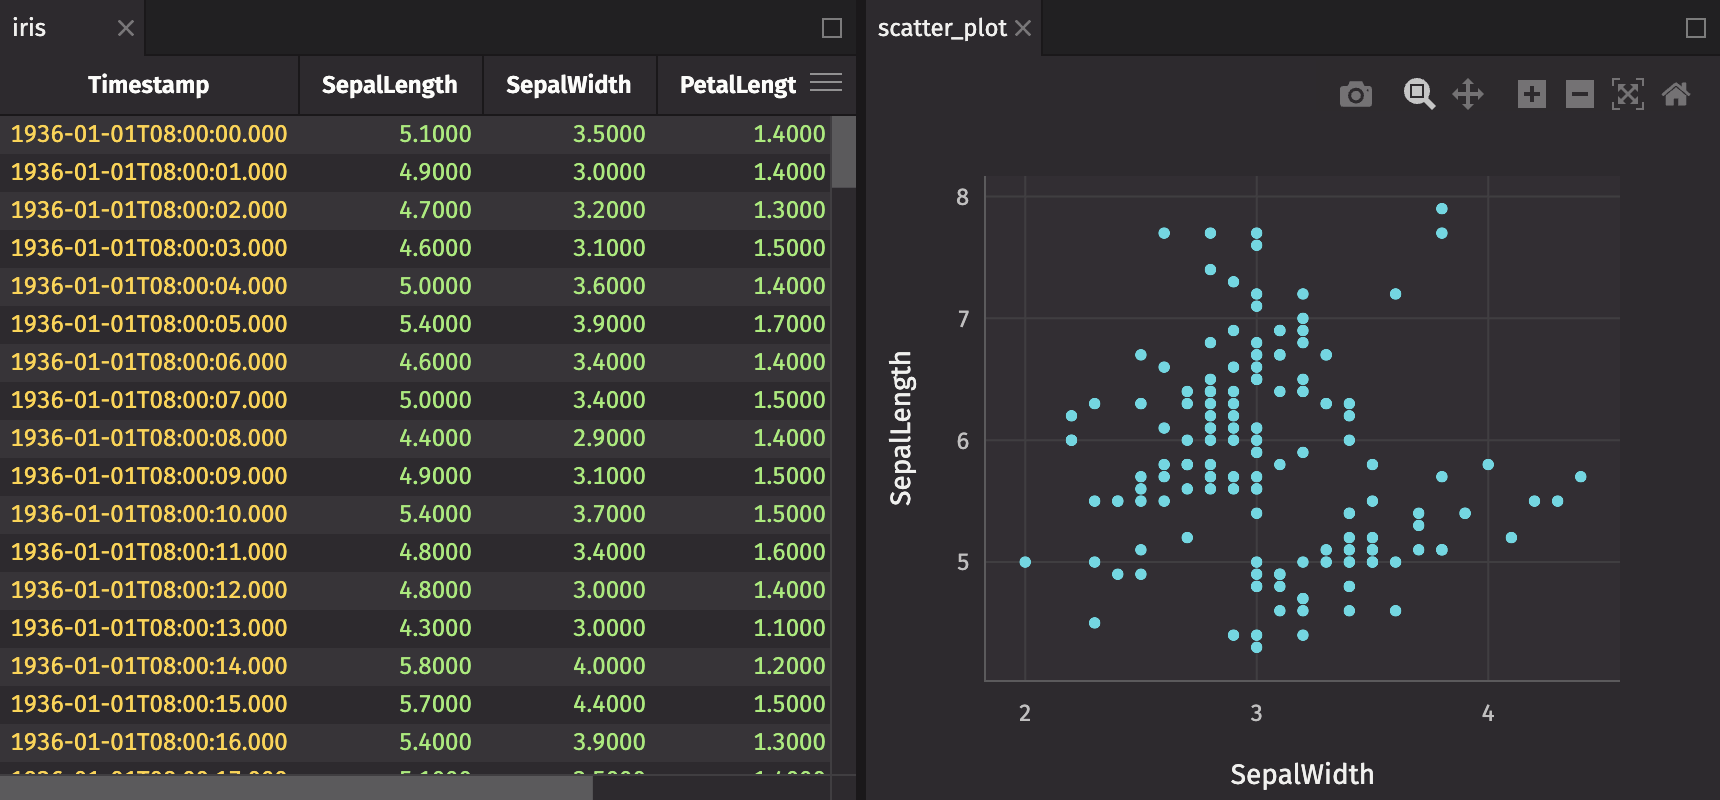 iris
Timestamp SepalLength SepalWidth PetalLengt
1936-01-01T08:00:00.000 5.1000 3.5000 1.4000
1936-01-01T08:00:01.000 4.9000 3.0000 1.4000
1936-01-01T08:00:02.000 4.7000 3.2000 1.3000
1936-01-01T08:00:03.000 4.6000 3.1000 1.5000
1936-01-01T08:00:04.000 5.0000 3.6000 1.4000
1936-01-01T08:00:05.000 5.4000 3.9000 1.7000
1936-01-01T08:00:06.000 4.6000 3.4000 1.4000
1936-01-01T08:00:07.000 5.0000 3.4000 1.5000
1936-01-01T08:00:08.000 4.4000 2.9000 1.4000
1936-01-01T08:00:09.000 4.9000 3.1000 1.5000
1936-01-01T08:00:10.000 5.4000 3.7000 1.5000
1936-01-01T08:00:11.000 4.8000 3.4000 1.6000
1936-01-01T08:00:12.000 4.8000 3.0000 1.4000
1936-01-01T08:00:13.000 4.3000 3.0000 1.1000
1936-01-01T08:00:14.000 5.8000 4.0000 1.2000
1936-01-01T08:00:15.000 5.7000 4.4000 1.5000
1936-01-01T08:00:16.000 5.4000 3.9000 1.3000
scatter_plot
8
7
6
5
SepalLength
2 3 4
SepalWidth